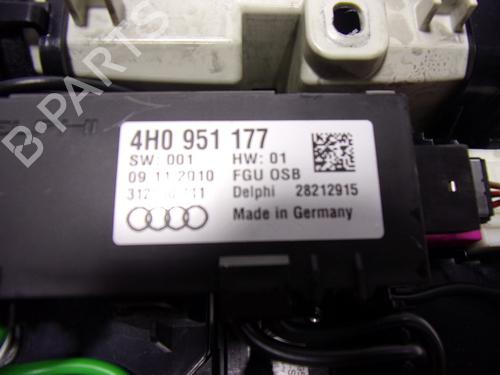 B-PARTS
4H0 951 177
SW: 001 HW: 01
09.11.2010 FGU OSB
Delphi 28212915
Made in Germany